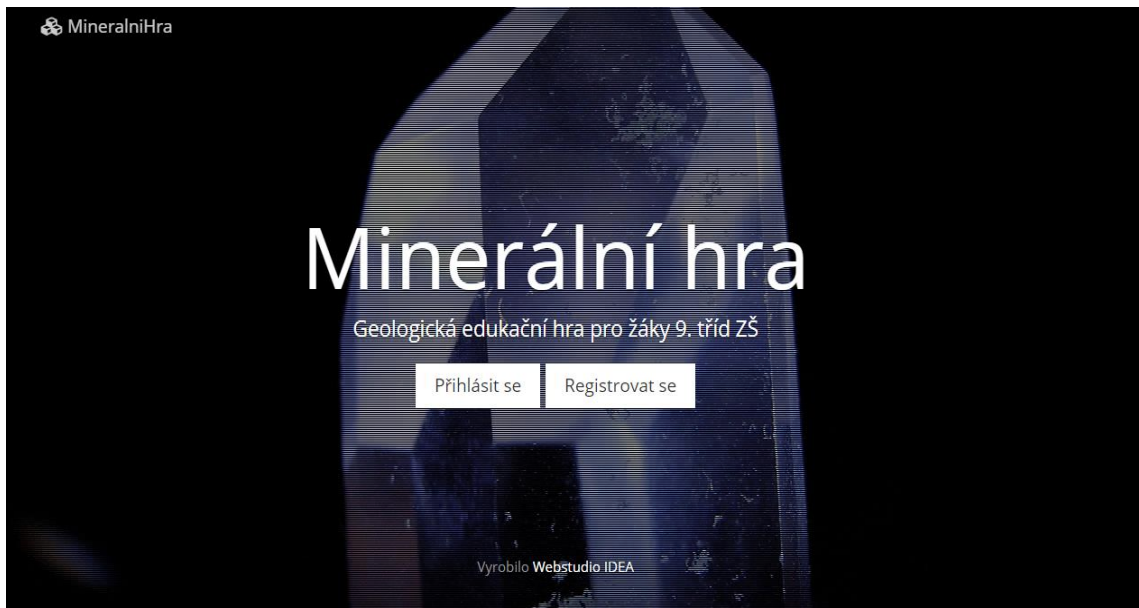 MineralniHra
Minerální hra
Geologická edukační hra pro žáky 9. tříd ZŠ
Přihlásit se
Registrovat se
Vyrobilo Webstudio IDEA